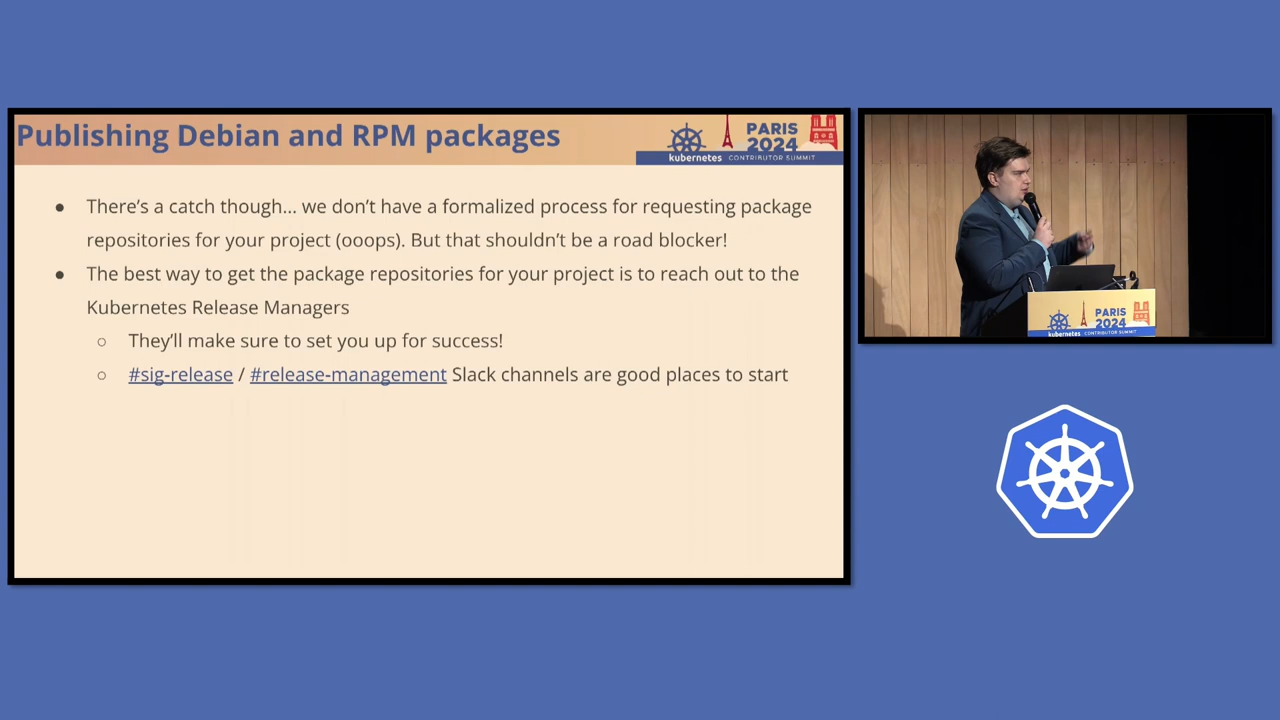 Publishing Debian and RPM packages
PARIS
2024
kubernetes CONTRIBUTOR SUMMIT
There's a catch though... we don't have a formalized process for requesting package
repositories for your project (ooops). But that shouldn't be a road blocker!
The best way to get the package repositories for your project is to reach out to the
Kubernetes Release Managers
They'll make sure to set you up for success!
#sig-release / #release-management Slack channels are good places to start
PARIS
2024
kubernetes CONTRIBUTOR SUMMIT